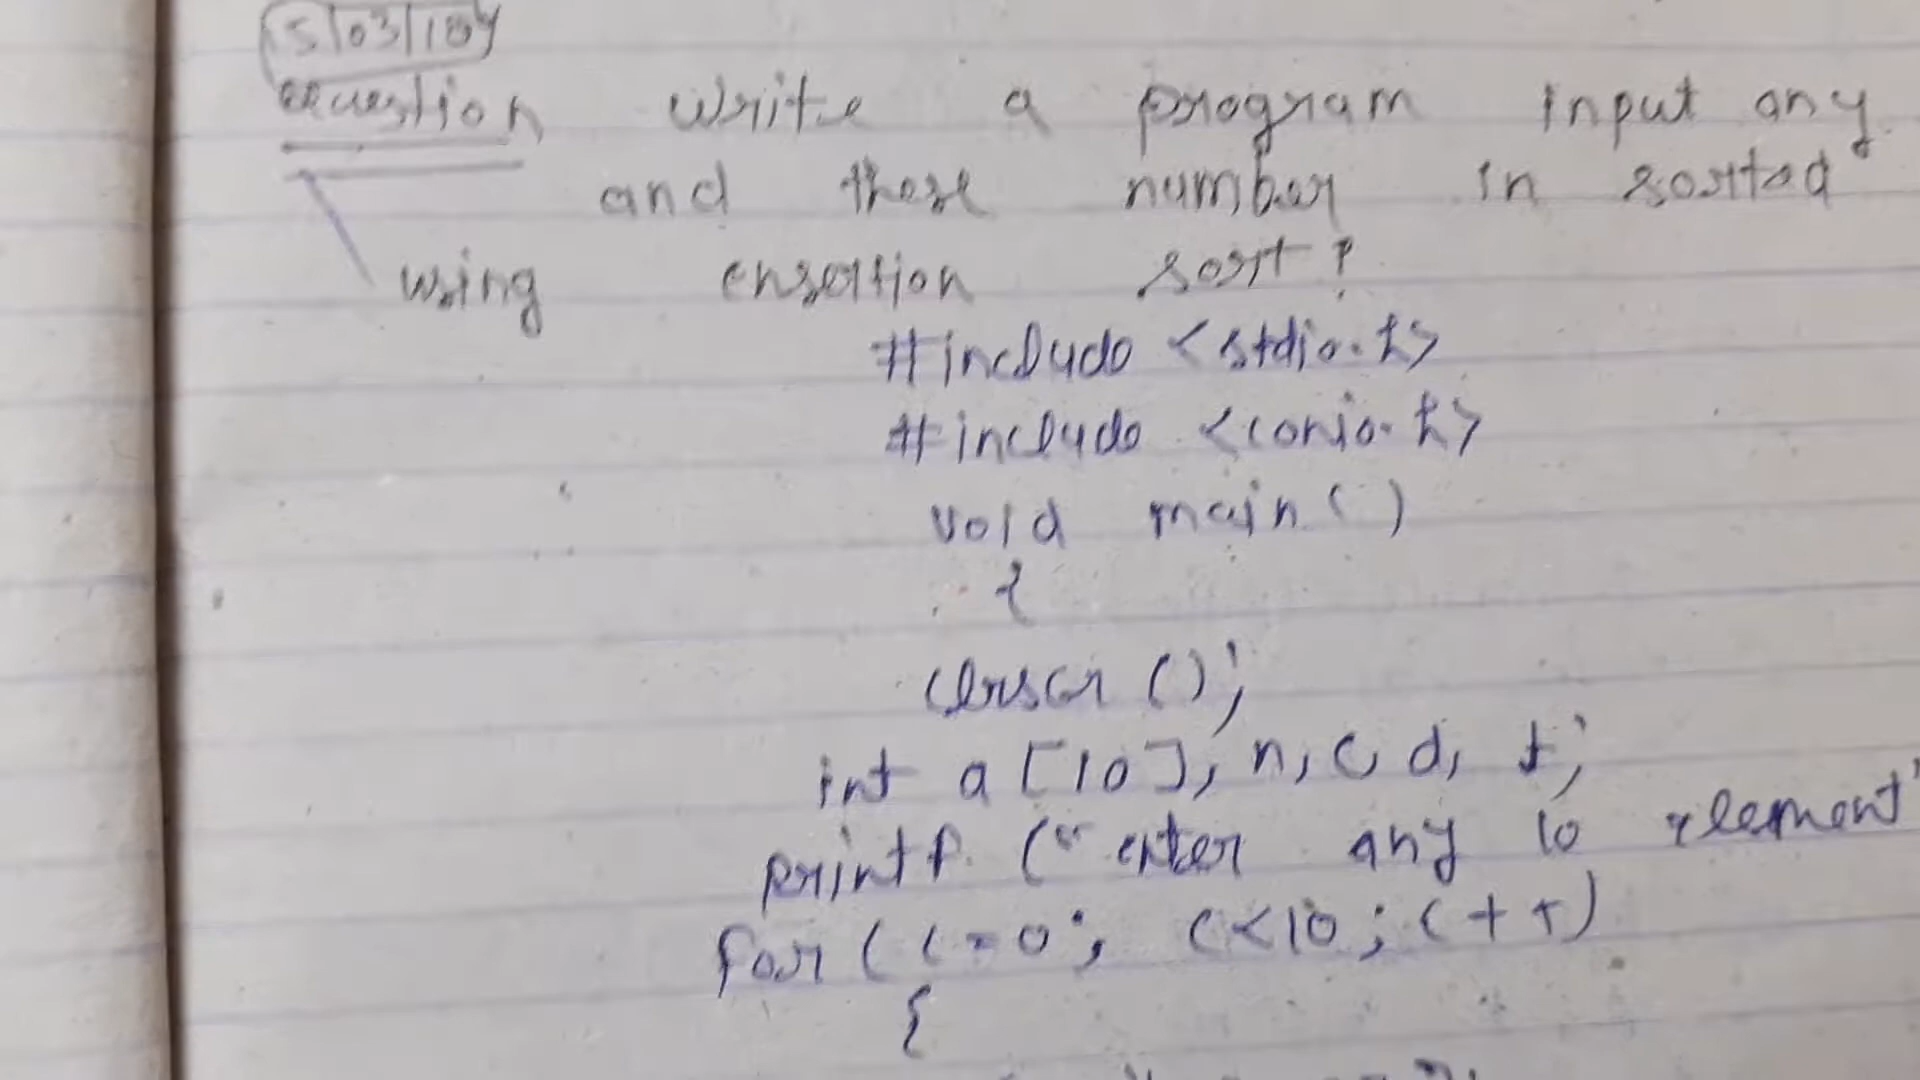 5/03/18
question write a program input any
and these number in sorted
using ensertion sort?
#include <stdio.h>
#include <conio.h>
void main()
{
clrscr();
int a[10], n, c, d, t;
printf("enter any 10 element"
for(c=0; c<10; c++)
{